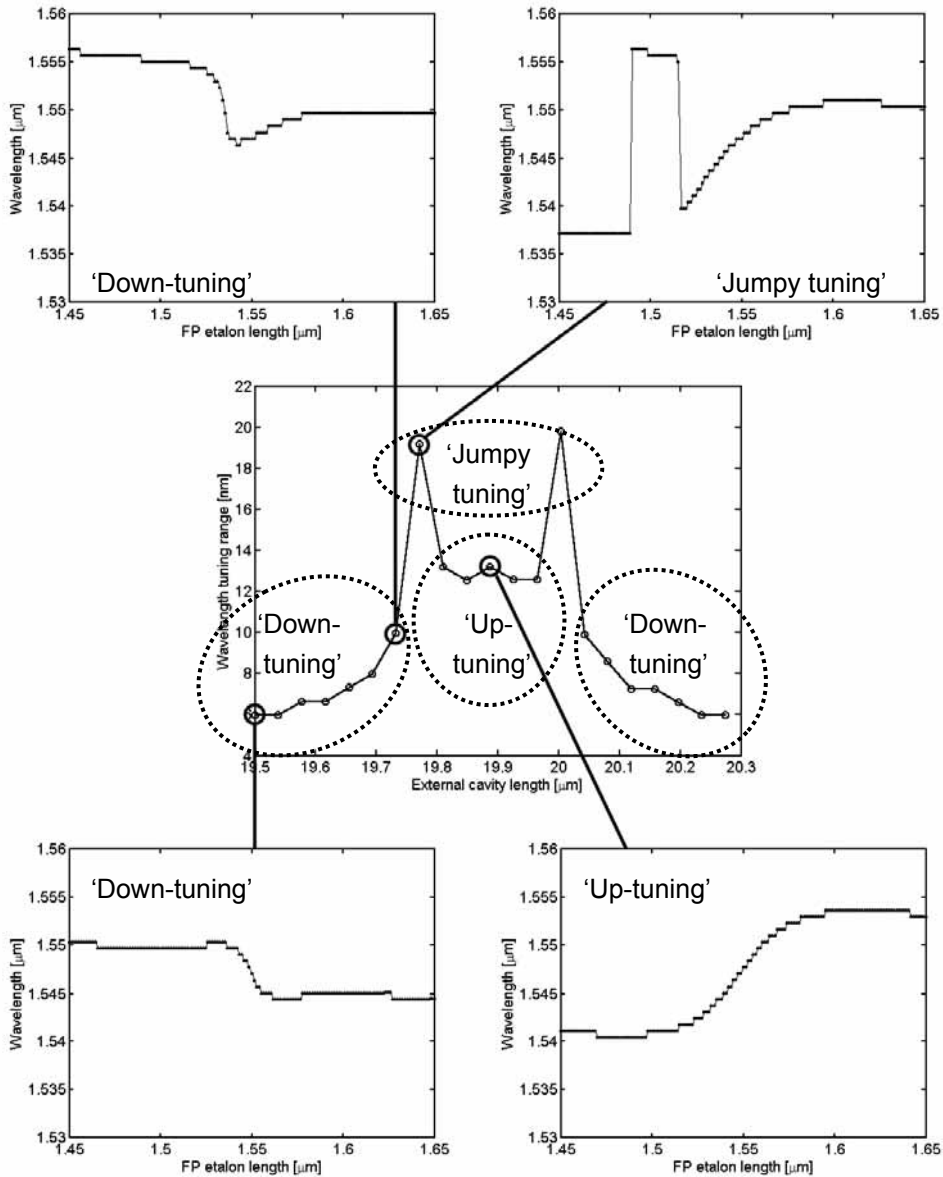 1.56
1.555
1.55
1.545
1.54
1.535
1.53
Wavelength [μm]
'Down-tuning'
1.45 1.5 1.55 1.6 1.65
FP etalon length [μm]
1.56
1.555
1.55
1.545
1.54
1.535
1.53
Wavelength [μm]
'Jumpy tuning'
1.45 1.5 1.55 1.6 1.65
FP etalon length [μm]
22
20
18
16
14
12
10
8
6
4
Wavelength tuning range [nm]
'Jumpy
tuning'
'Down-
tuning'
'Up-
tuning'
'Down-
tuning'
19.5 19.6 19.7 19.8 19.9 20 20.1 20.2 20.3
External cavity length [μm]
1.56
1.555
1.55
1.545
1.54
1.535
1.53
Wavelength [μm]
'Down-tuning'
1.45 1.5 1.55 1.6 1.65
FP etalon length [μm]
1.56
1.555
1.55
1.545
1.54
1.535
1.53
Wavelength [μm]
'Up-tuning'
1.45 1.5 1.55 1.6 1.65
FP etalon length [μm]